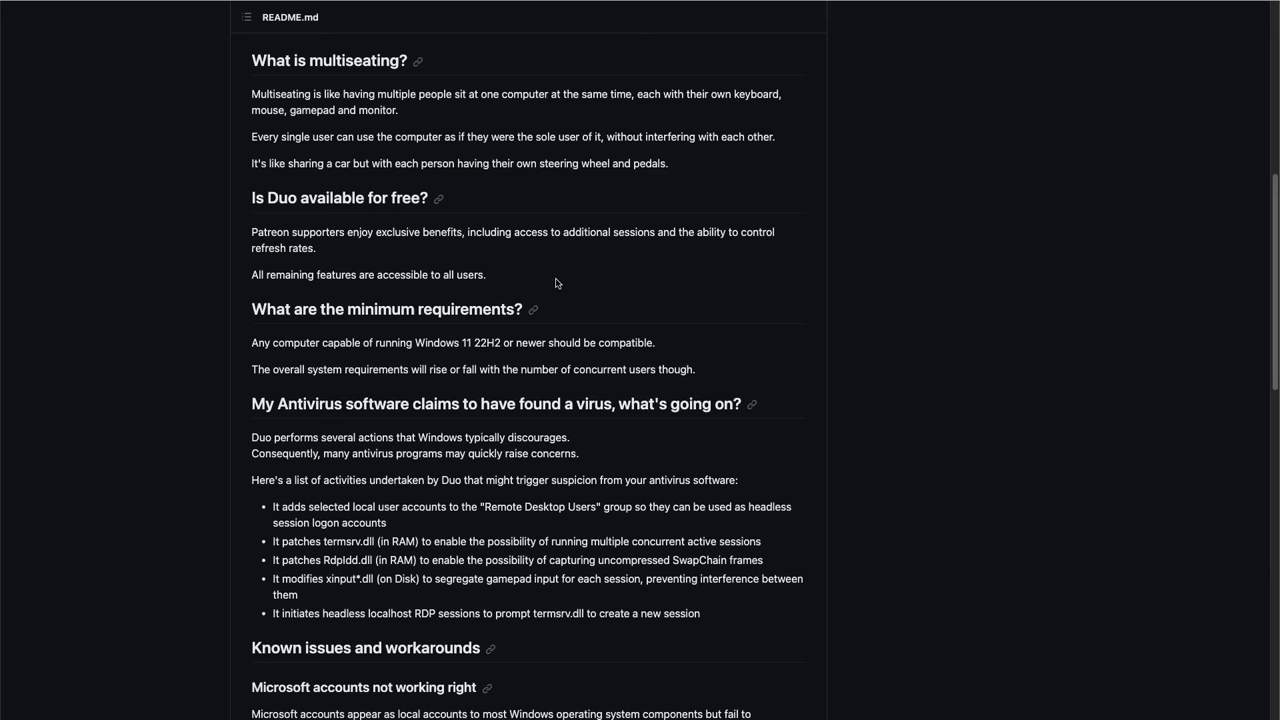 README.md
What is multiseating?
Multiseating is like having multiple people sit at one computer at the same time, each with their own keyboard,
mouse, gamepad and monitor.
Every single user can use the computer as if they were the sole user of it, without interfering with each other.
It's like sharing a car but with each person having their own steering wheel and pedals.
Is Duo available for free?
Patreon supporters enjoy exclusive benefits, including access to additional sessions and the ability to control
refresh rates.
All remaining features are accessible to all users.
What are the minimum requirements?
Any computer capable of running Windows 11 22H2 or newer should be compatible.
The overall system requirements will rise or fall with the number of concurrent users though.
My Antivirus software claims to have found a virus, what's going on?
Duo performs several actions that Windows typically discourages.
Consequently, many antivirus programs may quickly raise concerns.
Here's a list of activities undertaken by Duo that might trigger suspicion from your antivirus software:
• It adds selected local user accounts to the "Remote Desktop Users" group so they can be used as headless
session logon accounts
• It patches termsrv.dll (in RAM) to enable the possibility of running multiple concurrent active sessions
• It patches RdpIdd.dll (in RAM) to enable the possibility of capturing uncompressed SwapChain frames
• It modifies xinput*.dll (on Disk) to segregate gamepad input for each session, preventing interference between
them
• It initiates headless localhost RDP sessions to prompt termsrv.dll to create a new session
Known issues and workarounds
Microsoft accounts not working right
Microsoft accounts appear as local accounts to most Windows operating system components but fail to